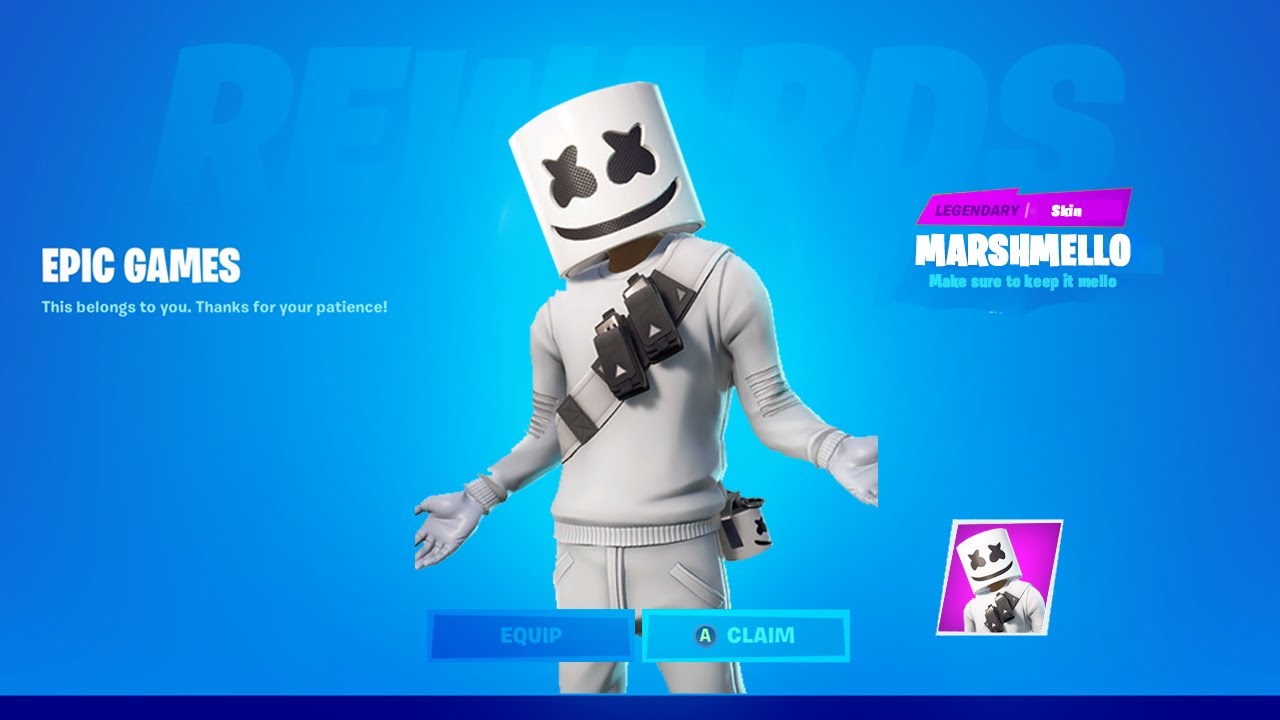 REWARDS
EPIC GAMES
This belongs to you. Thanks for your patience!
LEGENDARY | Skin
MARSHMELLO
Make sure to keep it mello
EQUIP
A CLAIM